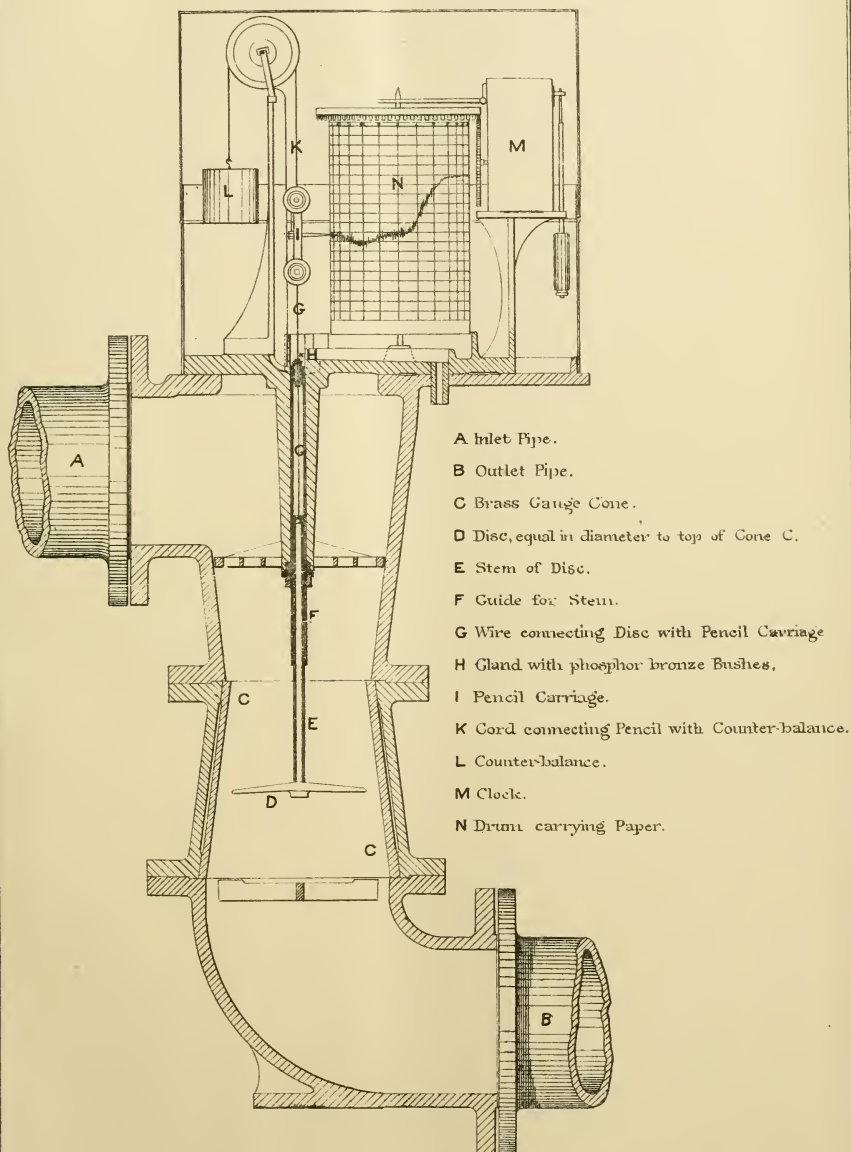 K
L
M
N
I
G
H
G
A
F
C
E
D
C
B
A Inlet Pipe.
B Outlet Pipe.
C Brass Gauge Cone.
D Disc, equal in diameter to top of Cone C.
E Stem of Disc.
F Guide for Stem.
G Wire connecting Disc with Pencil Carriage
H Gland with phosphor bronze Bushes.
I Pencil Carriage.
K Cord connecting Pencil with Counter-balance.
L Counter-balance.
M Clock.
N Drum carrying Paper.